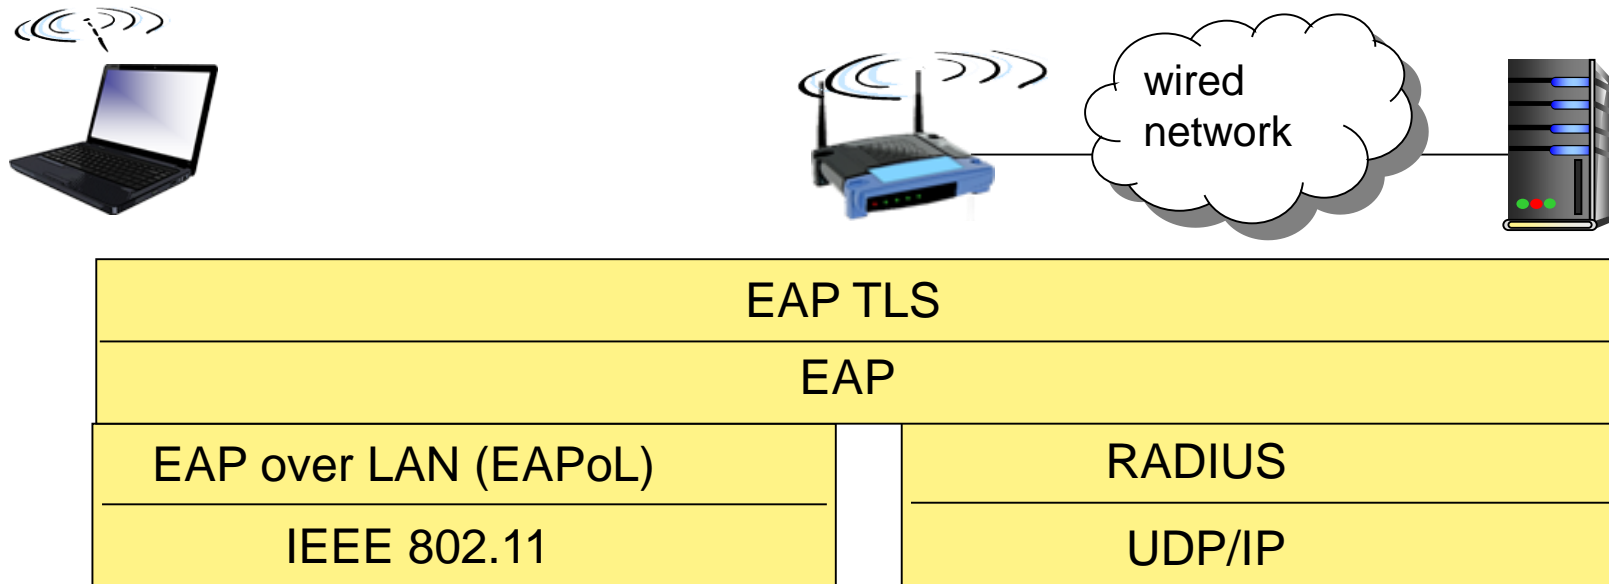 wired
network
EAP TLS
EAP
EAP over LAN (EAPoL)
RADIUS
IEEE 802.11
UDP/IP